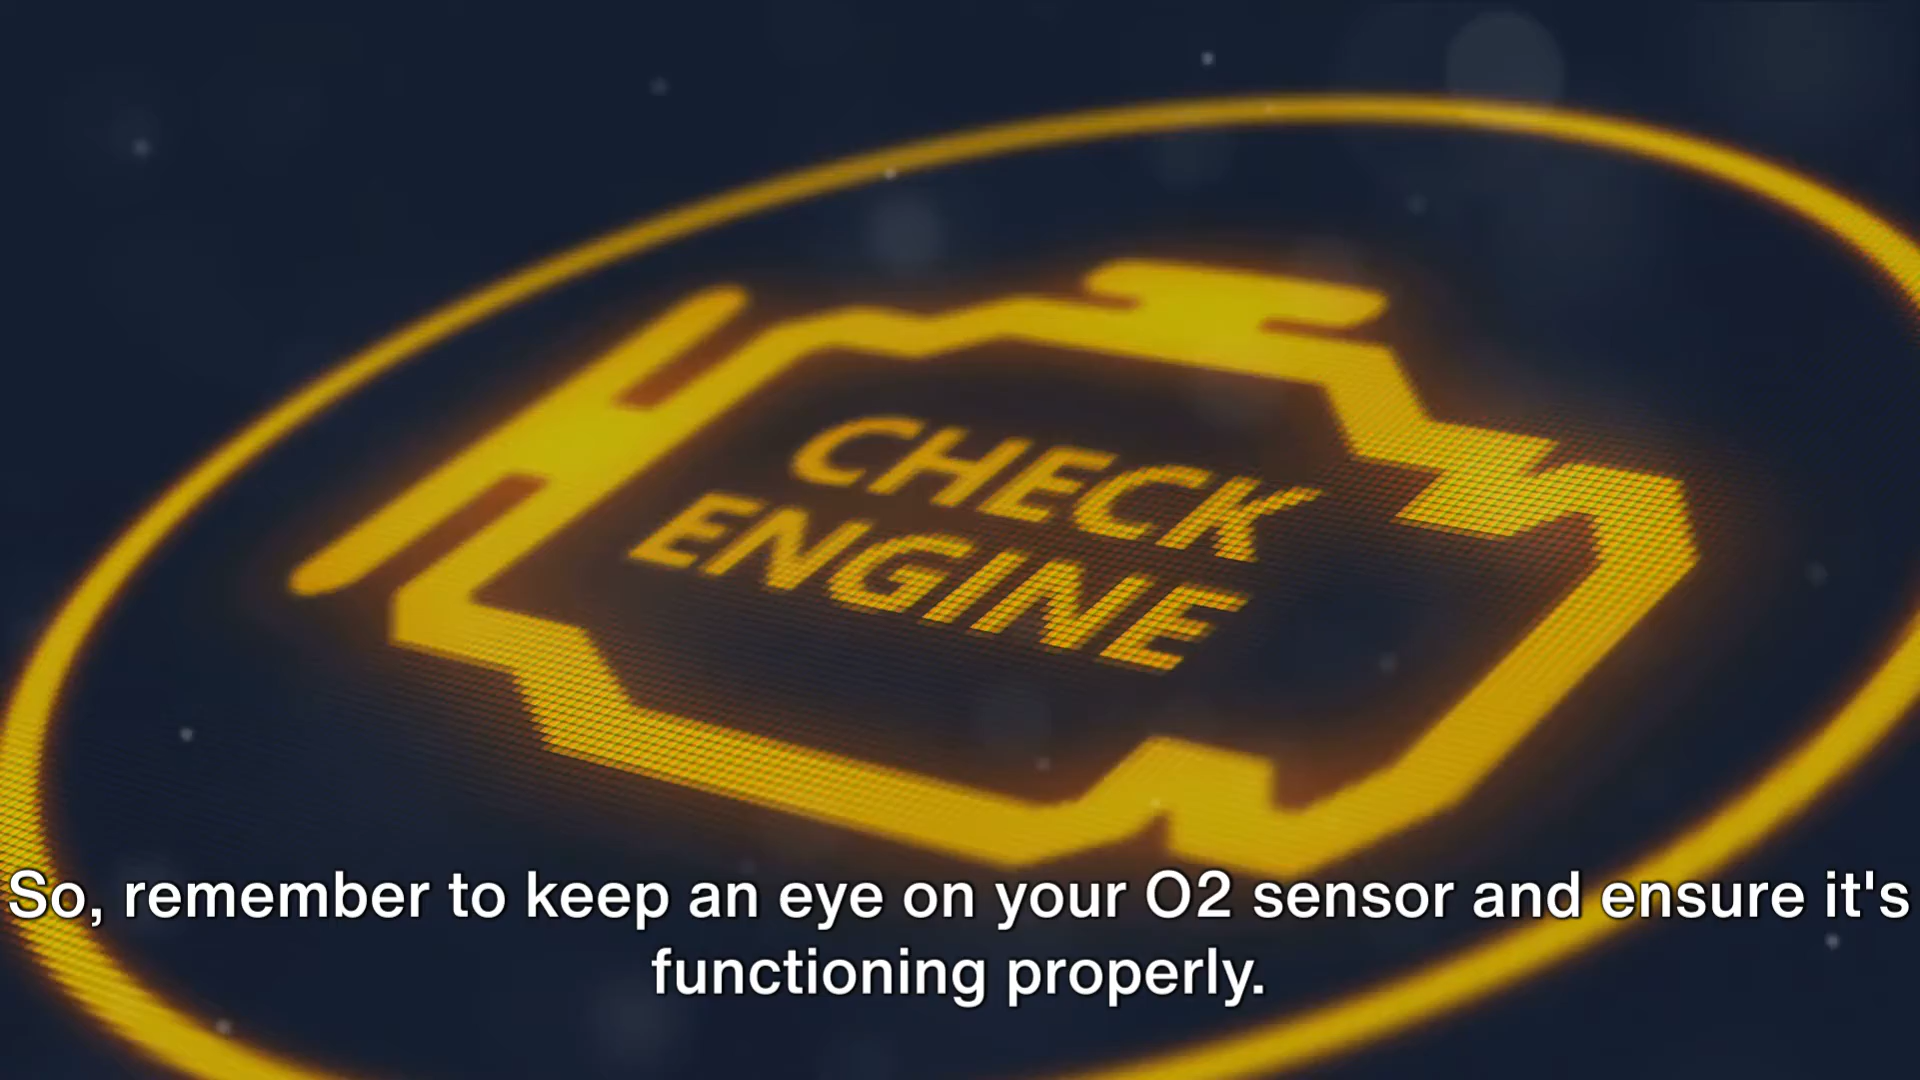 CHECK
ENGINE
So, remember to keep an eye on your O2 sensor and ensure it's
functioning properly.